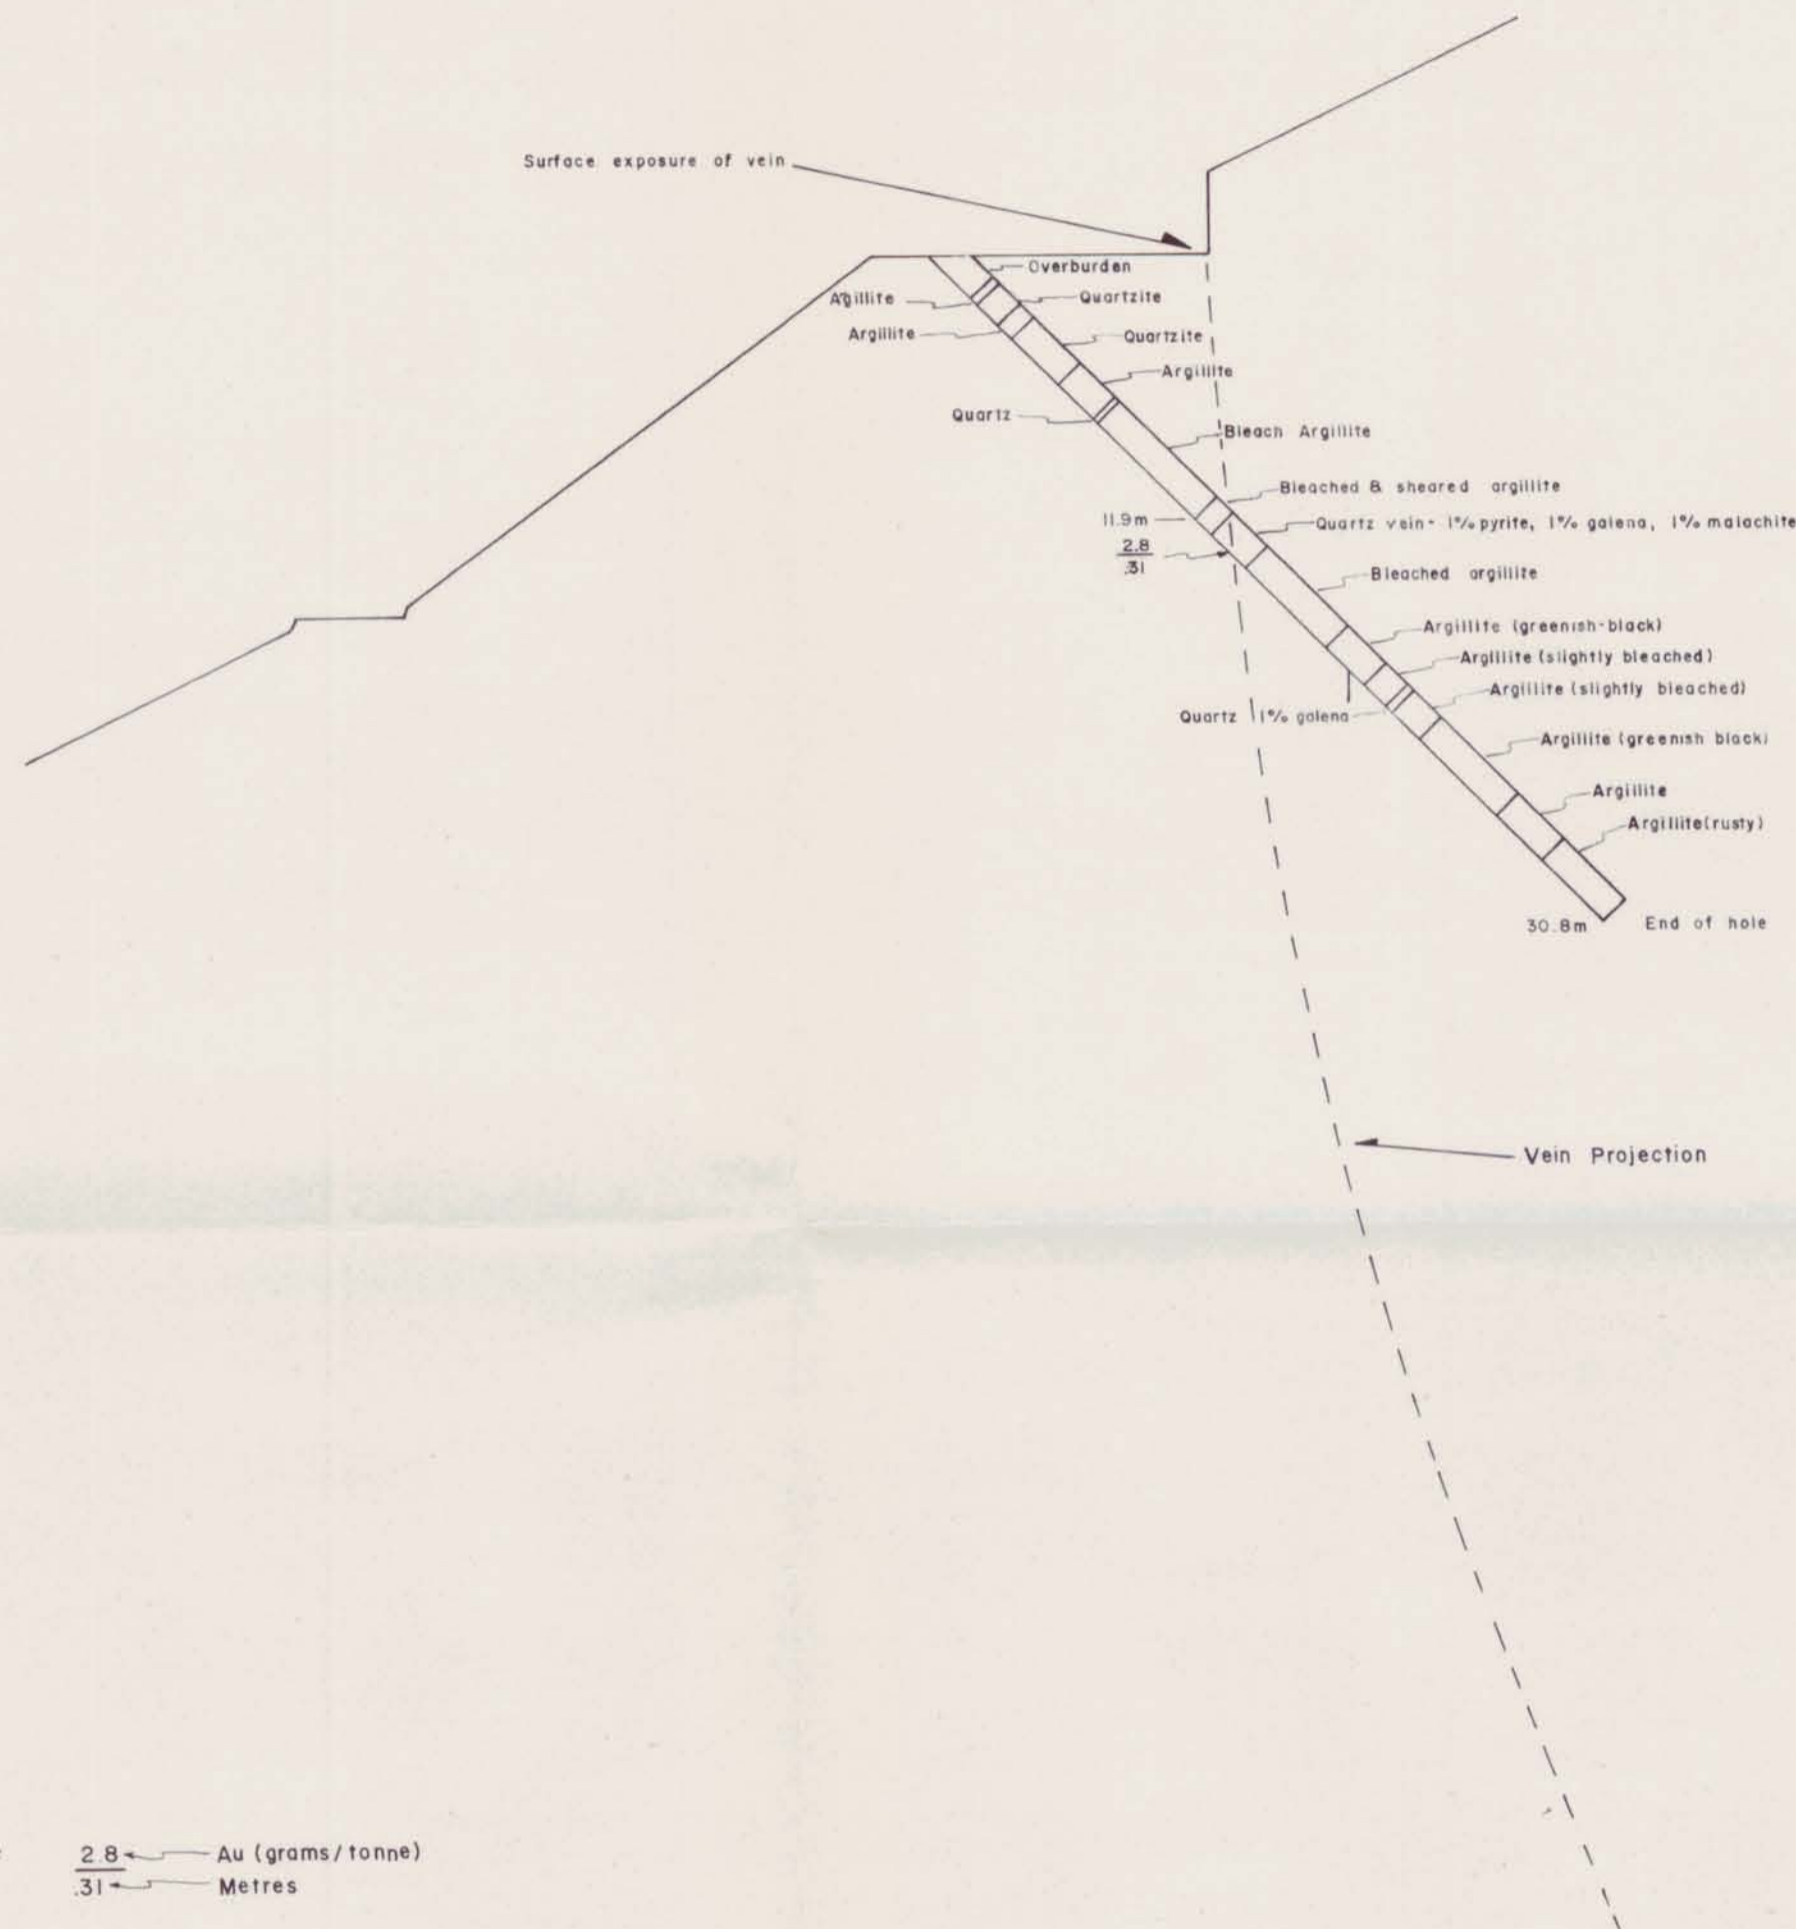 Surface exposure of vein
Overburden
Agillite
Quartzite
Argillite
Quartzite
Argillite
Quartz
Bleach Argillite
Bleached & sheared argillite
11.9m
Quartz vein- 1% pyrite, 1% galena, 1% malachite
2.8
.31
Bleached argillite
Argillite (greenish-black)
Argillite (slightly bleached)
Argillite (slightly bleached)
Quartz 1% galena
Argillite (greenish black)
Argillite
Argillite(rusty)
30.8m
End of hole
Vein Projection
2.8 Au (grams/tonne)
.31 Metres